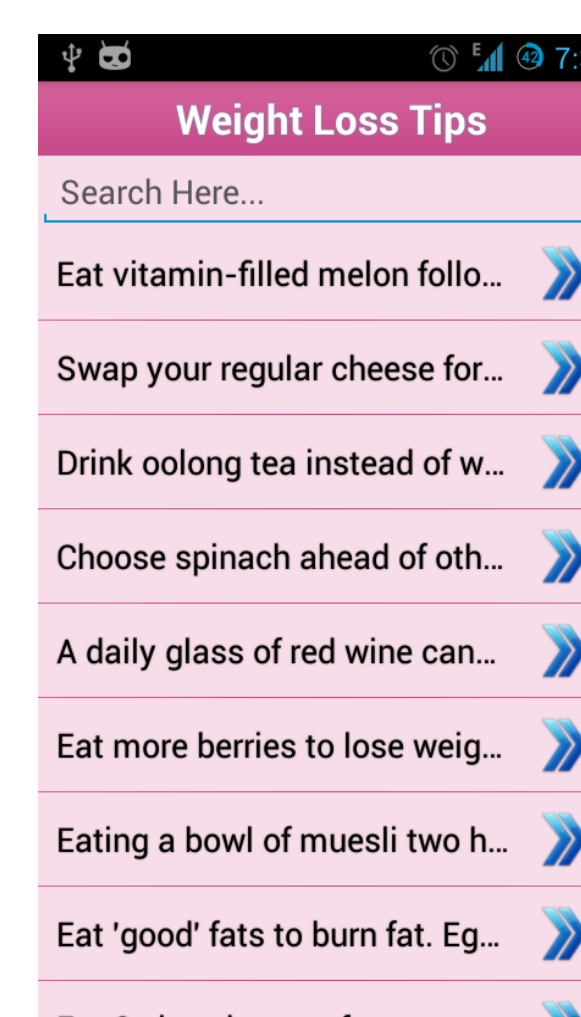 E 42 7:
Weight Loss Tips
Search Here...
Eat vitamin-filled melon follo...
Swap your regular cheese for...
Drink oolong tea instead of w...
Choose spinach ahead of oth...
A daily glass of red wine can...
Eat more berries to lose weig...
Eating a bowl of muesli two h...
Eat 'good' fats to burn fat. Eg...